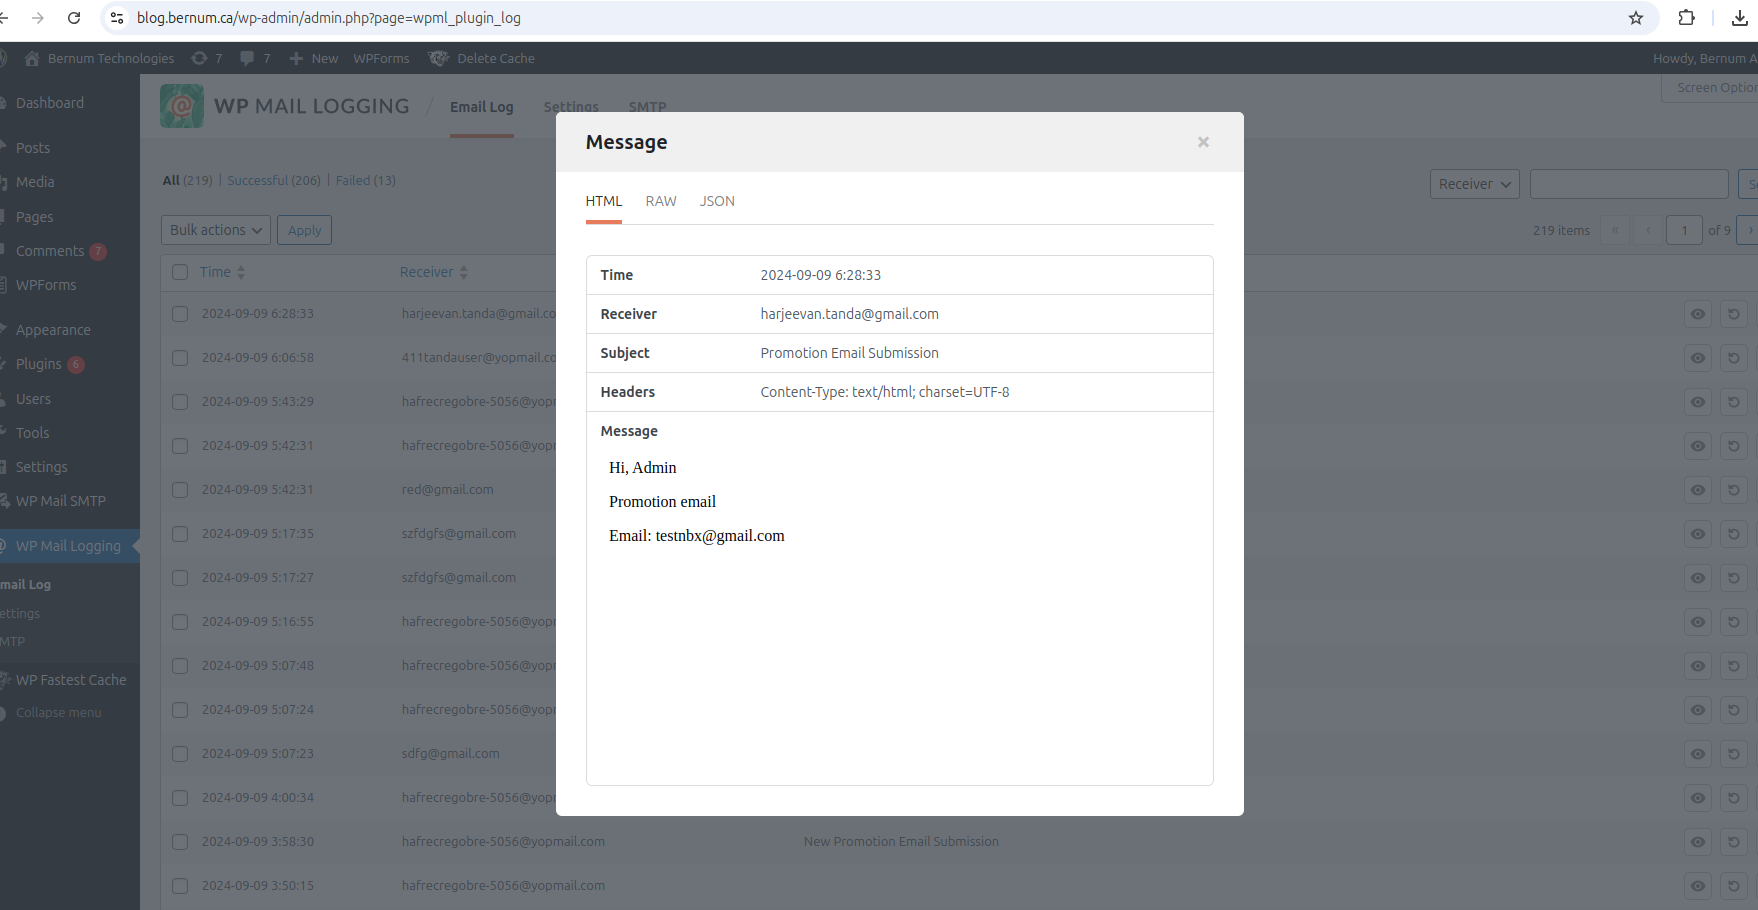 blog.bernum.ca/wp-admin/admin.php?page=wpml_plugin_log
Bernum Technologies 7 7 New WPForms Delete Cache Howdy, Bernum A
Dashboard
Posts
Media
Pages
Comments 7
WPForms
Appearance
Plugins 6
Users
Tools
Settings
WP Mail SMTP
WP Mail Logging
mail Log
ettings
MTP
WP Fastest Cache
Collapse menu
WP MAIL LOGGING / Email Log Settings SMTP
Screen Option
All (219) | Successful (206) | Failed (13)
Receiver
Bulk actions Apply
219 items « ‹ 1 of 9 ›
Time Receiver
2024-09-09 6:28:33 harjeevan.tanda@gmail.co
2024-09-09 6:06:58 411tandauser@yopmail.co
2024-09-09 5:43:29 hafrecregobre-5056@yopr
2024-09-09 5:42:31 hafrecregobre-5056@yopr
2024-09-09 5:42:31 red@gmail.com
2024-09-09 5:17:35 szfdgfs@gmail.com
2024-09-09 5:17:27 szfdgfs@gmail.com
2024-09-09 5:16:55 hafrecregobre-5056@yopr
2024-09-09 5:07:48 hafrecregobre-5056@yopr
2024-09-09 5:07:24 hafrecregobre-5056@yopr
2024-09-09 5:07:23 sdfg@gmail.com
2024-09-09 4:00:34 hafrecregobre-5056@yopr
2024-09-09 3:58:30 hafrecregobre-5056@yopmail.com New Promotion Email Submission
2024-09-09 3:50:15 hafrecregobre-5056@yopmail.com
Message ×
HTML RAW JSON
Time 2024-09-09 6:28:33
Receiver harjeevan.tanda@gmail.com
Subject Promotion Email Submission
Headers Content-Type: text/html; charset=UTF-8
Message
Hi, Admin
Promotion email
Email: testnbx@gmail.com